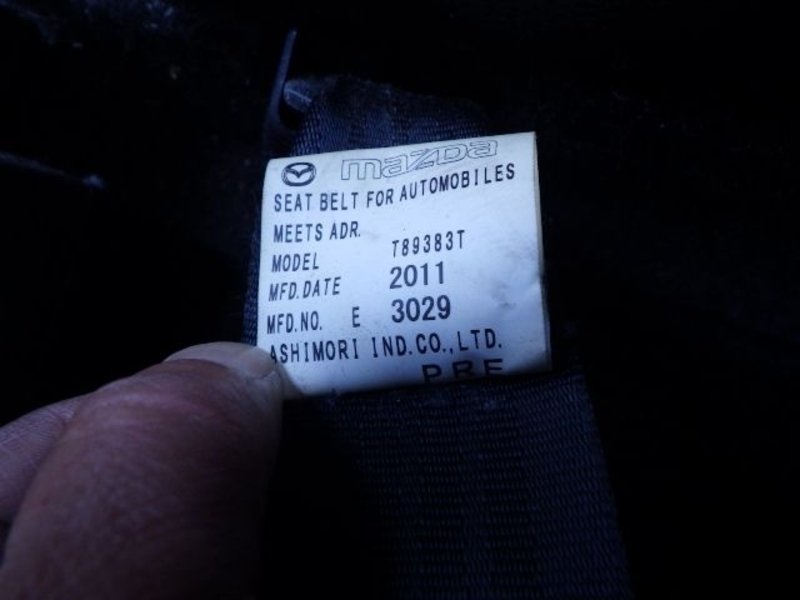 mazda
SEAT BELT FOR AUTOMOBILES
MEETS ADR.
MODEL T89383T
MFD.DATE 2011
MFD.NO. E 3029
ASHIMORI IND.CO.,LTD.
PRE